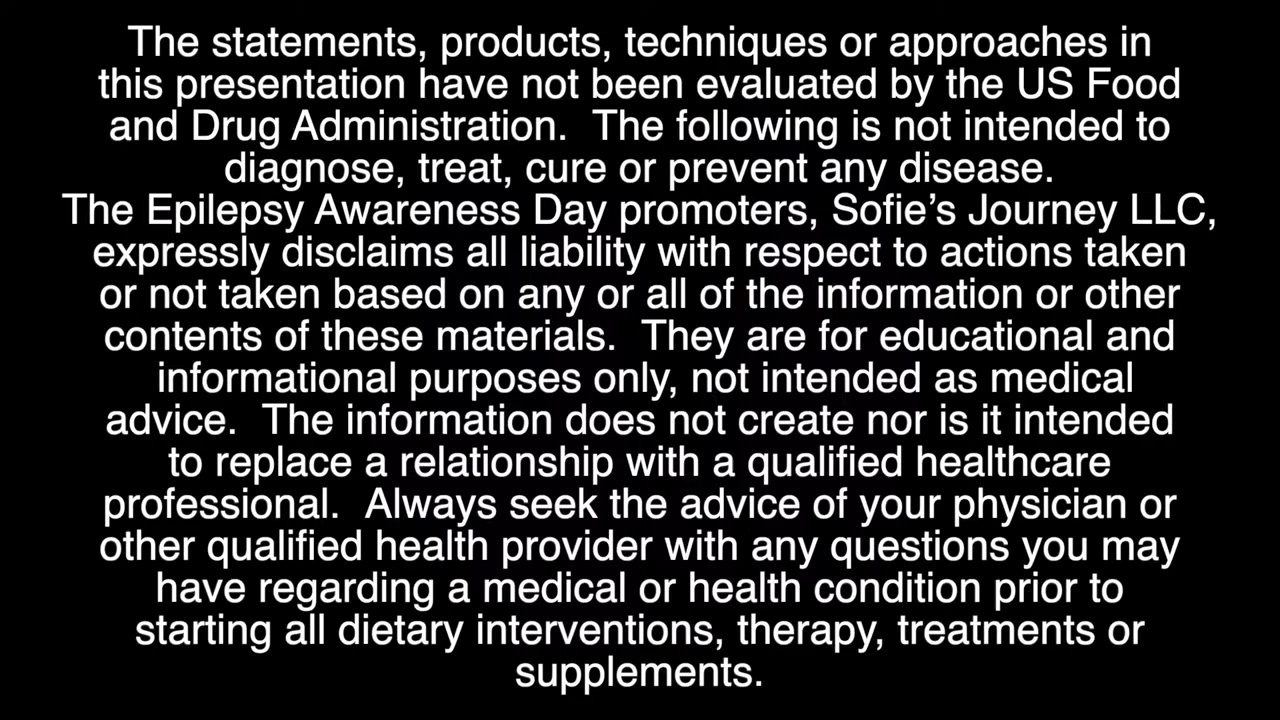 The statements, products, techniques or approaches in
this presentation have not been evaluated by the US Food
and Drug Administration.  The following is not intended to
diagnose, treat, cure or prevent any disease.
The Epilepsy Awareness Day promoters, Sofie’s Journey LLC,
expressly disclaims all liability with respect to actions taken
or not taken based on any or all of the information or other
contents of these materials.  They are for educational and
informational purposes only, not intended as medical
advice.  The information does not create nor is it intended
to replace a relationship with a qualified healthcare
professional.  Always seek the advice of your physician or
other qualified health provider with any questions you may
have regarding a medical or health condition prior to
starting all dietary interventions, therapy, treatments or
supplements.